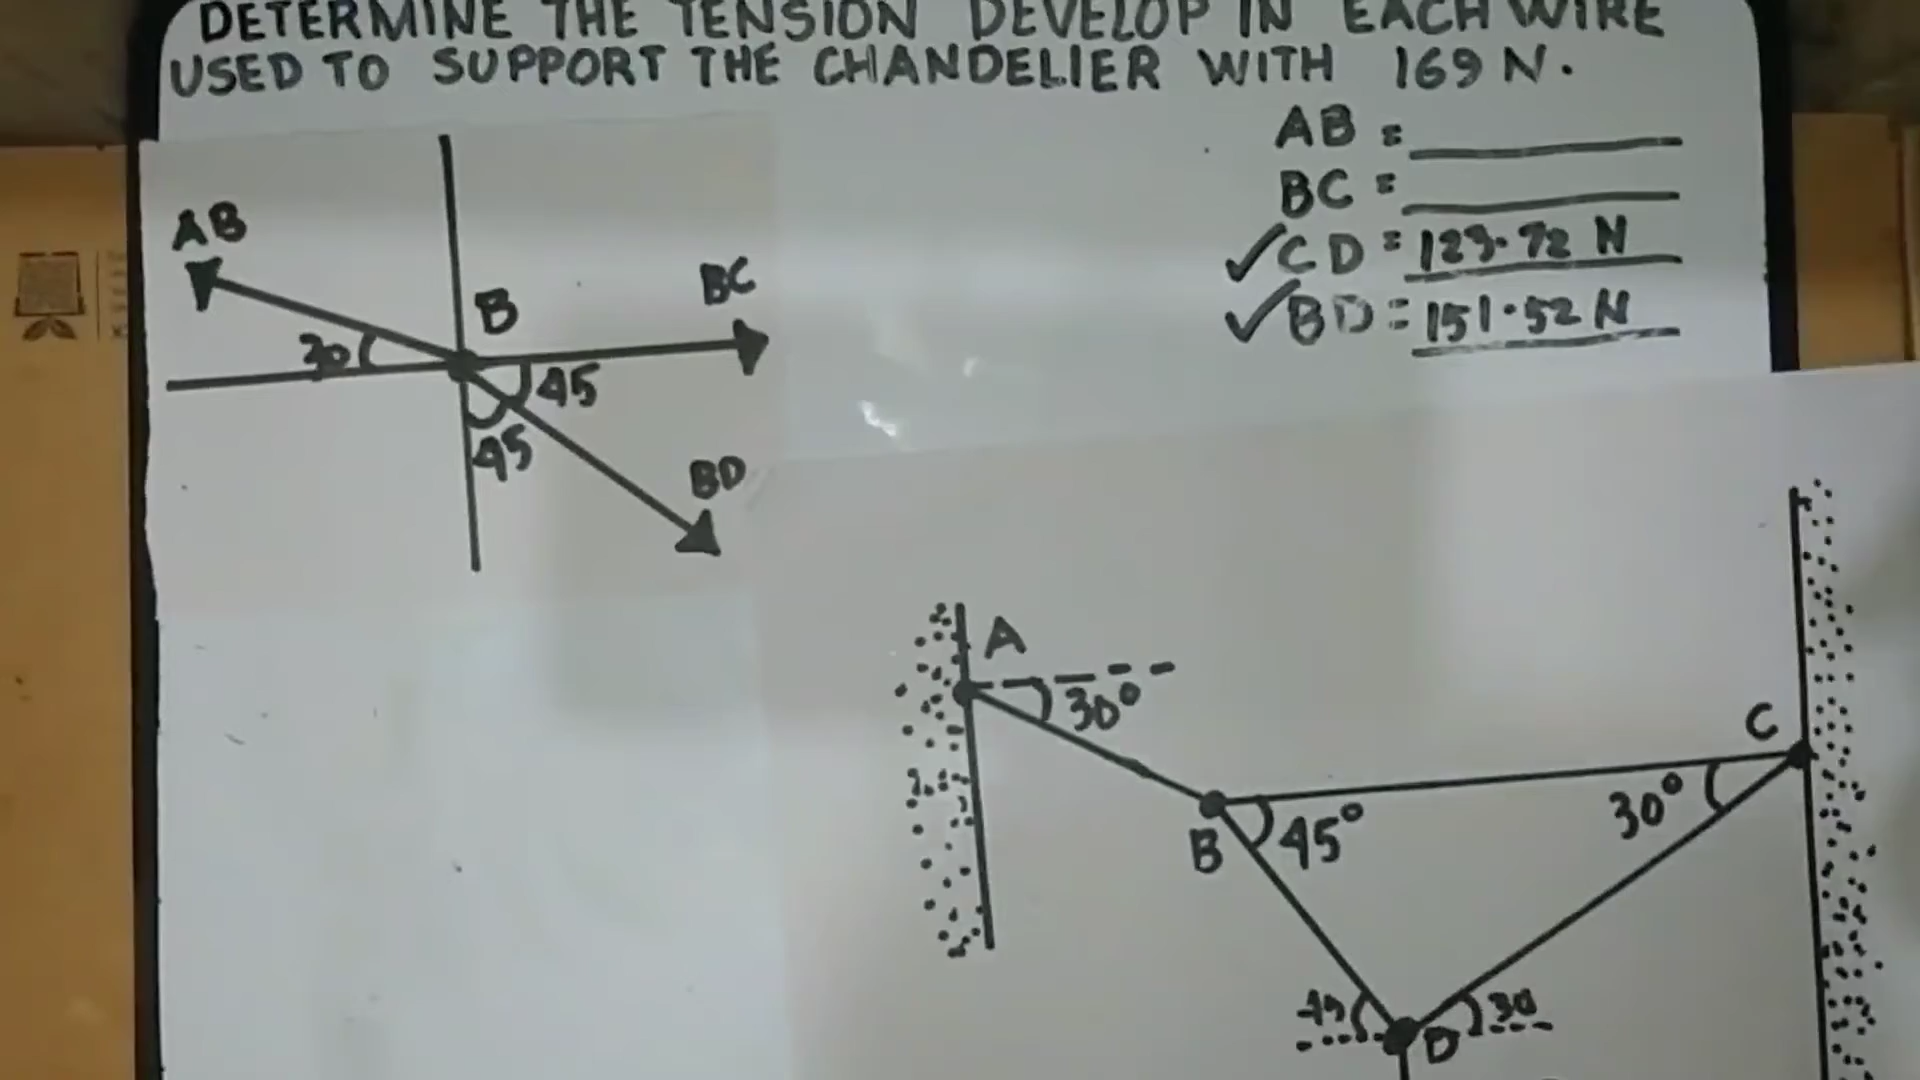 DETERMINE THE TENSION DEVELOP IN EACH WIRE
USED TO SUPPORT THE CHANDELIER WITH 169 N.
AB =
BC =
✓CD = 123.72 N
✓BD = 151.52 N
AB
BC
B
30
45
45
BD
A
30°
C
30°
B
45°
45
30
D